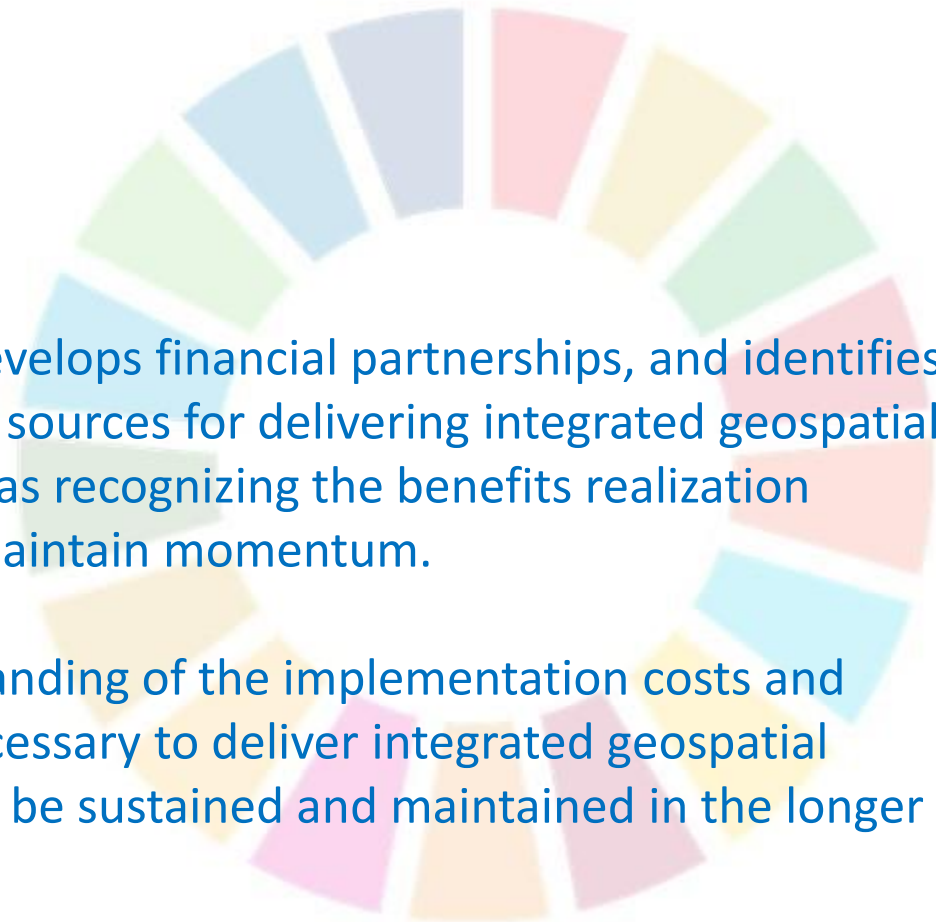 evelops financial partnerships, and identifies
sources for delivering integrated geospatial
as recognizing the benefits realization
aintain momentum.
anding of the implementation costs and
cessary to deliver integrated geospatial
be sustained and maintained in the longer